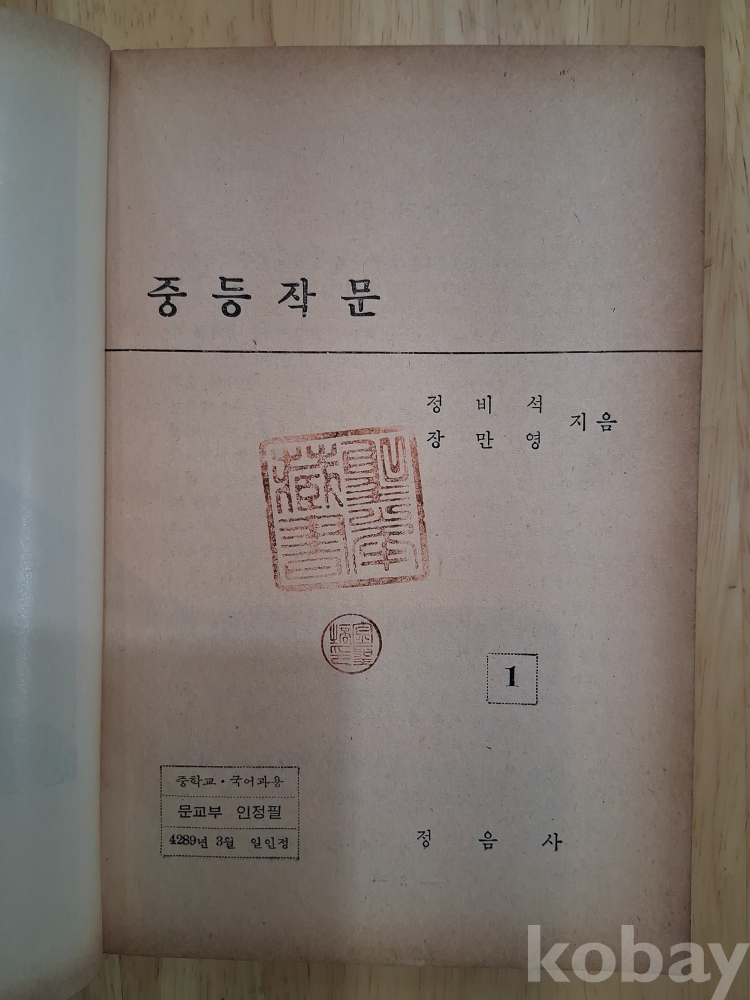 중등작문
정비석
장만영
지음
藏書
1
중학교·국어과용
문교부 인정필
4289년 3월 일인정
정음사
kobay